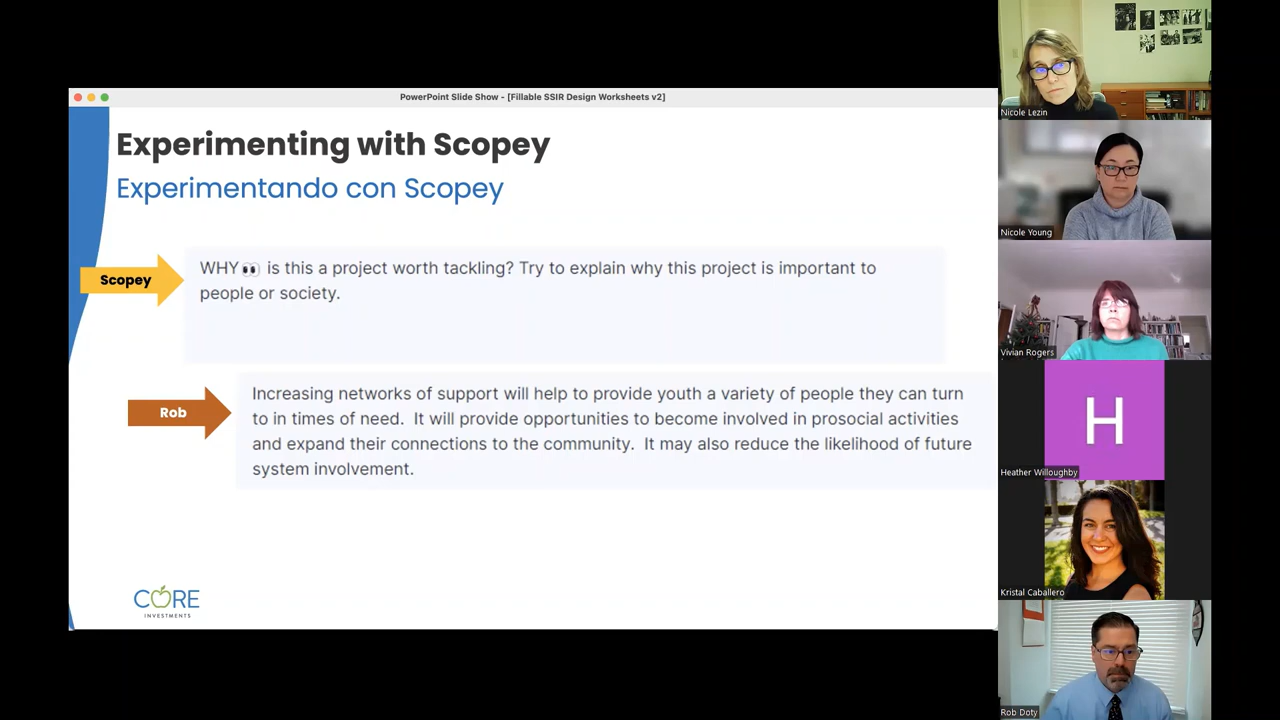 PowerPoint Slide Show - [Fillable SSIR Design Worksheets v2]
Experimenting with Scopey
Experimentando con Scopey
Scopey
WHY👀 is this a project worth tackling? Try to explain why this project is important to
people or society.
Rob
Increasing networks of support will help to provide youth a variety of people they can turn
to in times of need.  It will provide opportunities to become involved in prosocial activities
and expand their connections to the community.  It may also reduce the likelihood of future
system involvement.
CORE
INVESTMENTS
Nicole Lezin
Nicole Young
Vivian Rogers
H
Heather Willoughby
Kristal Caballero
Rob Doty